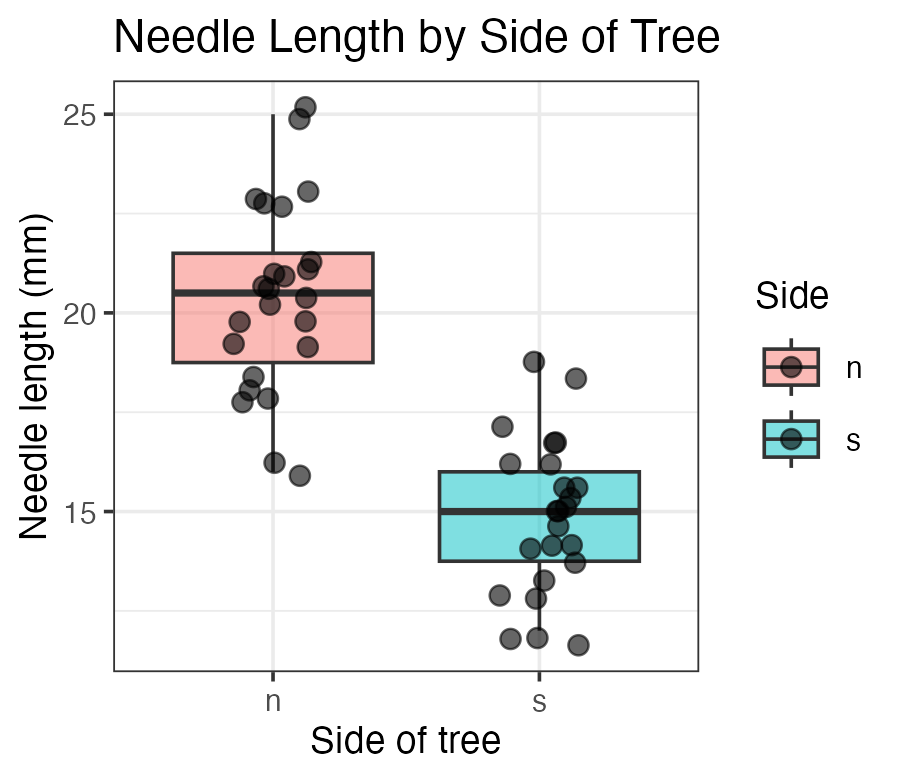 Needle Length by Side of Tree
25
20
15
Needle length (mm)
n
s
Side of tree
Side
n
s